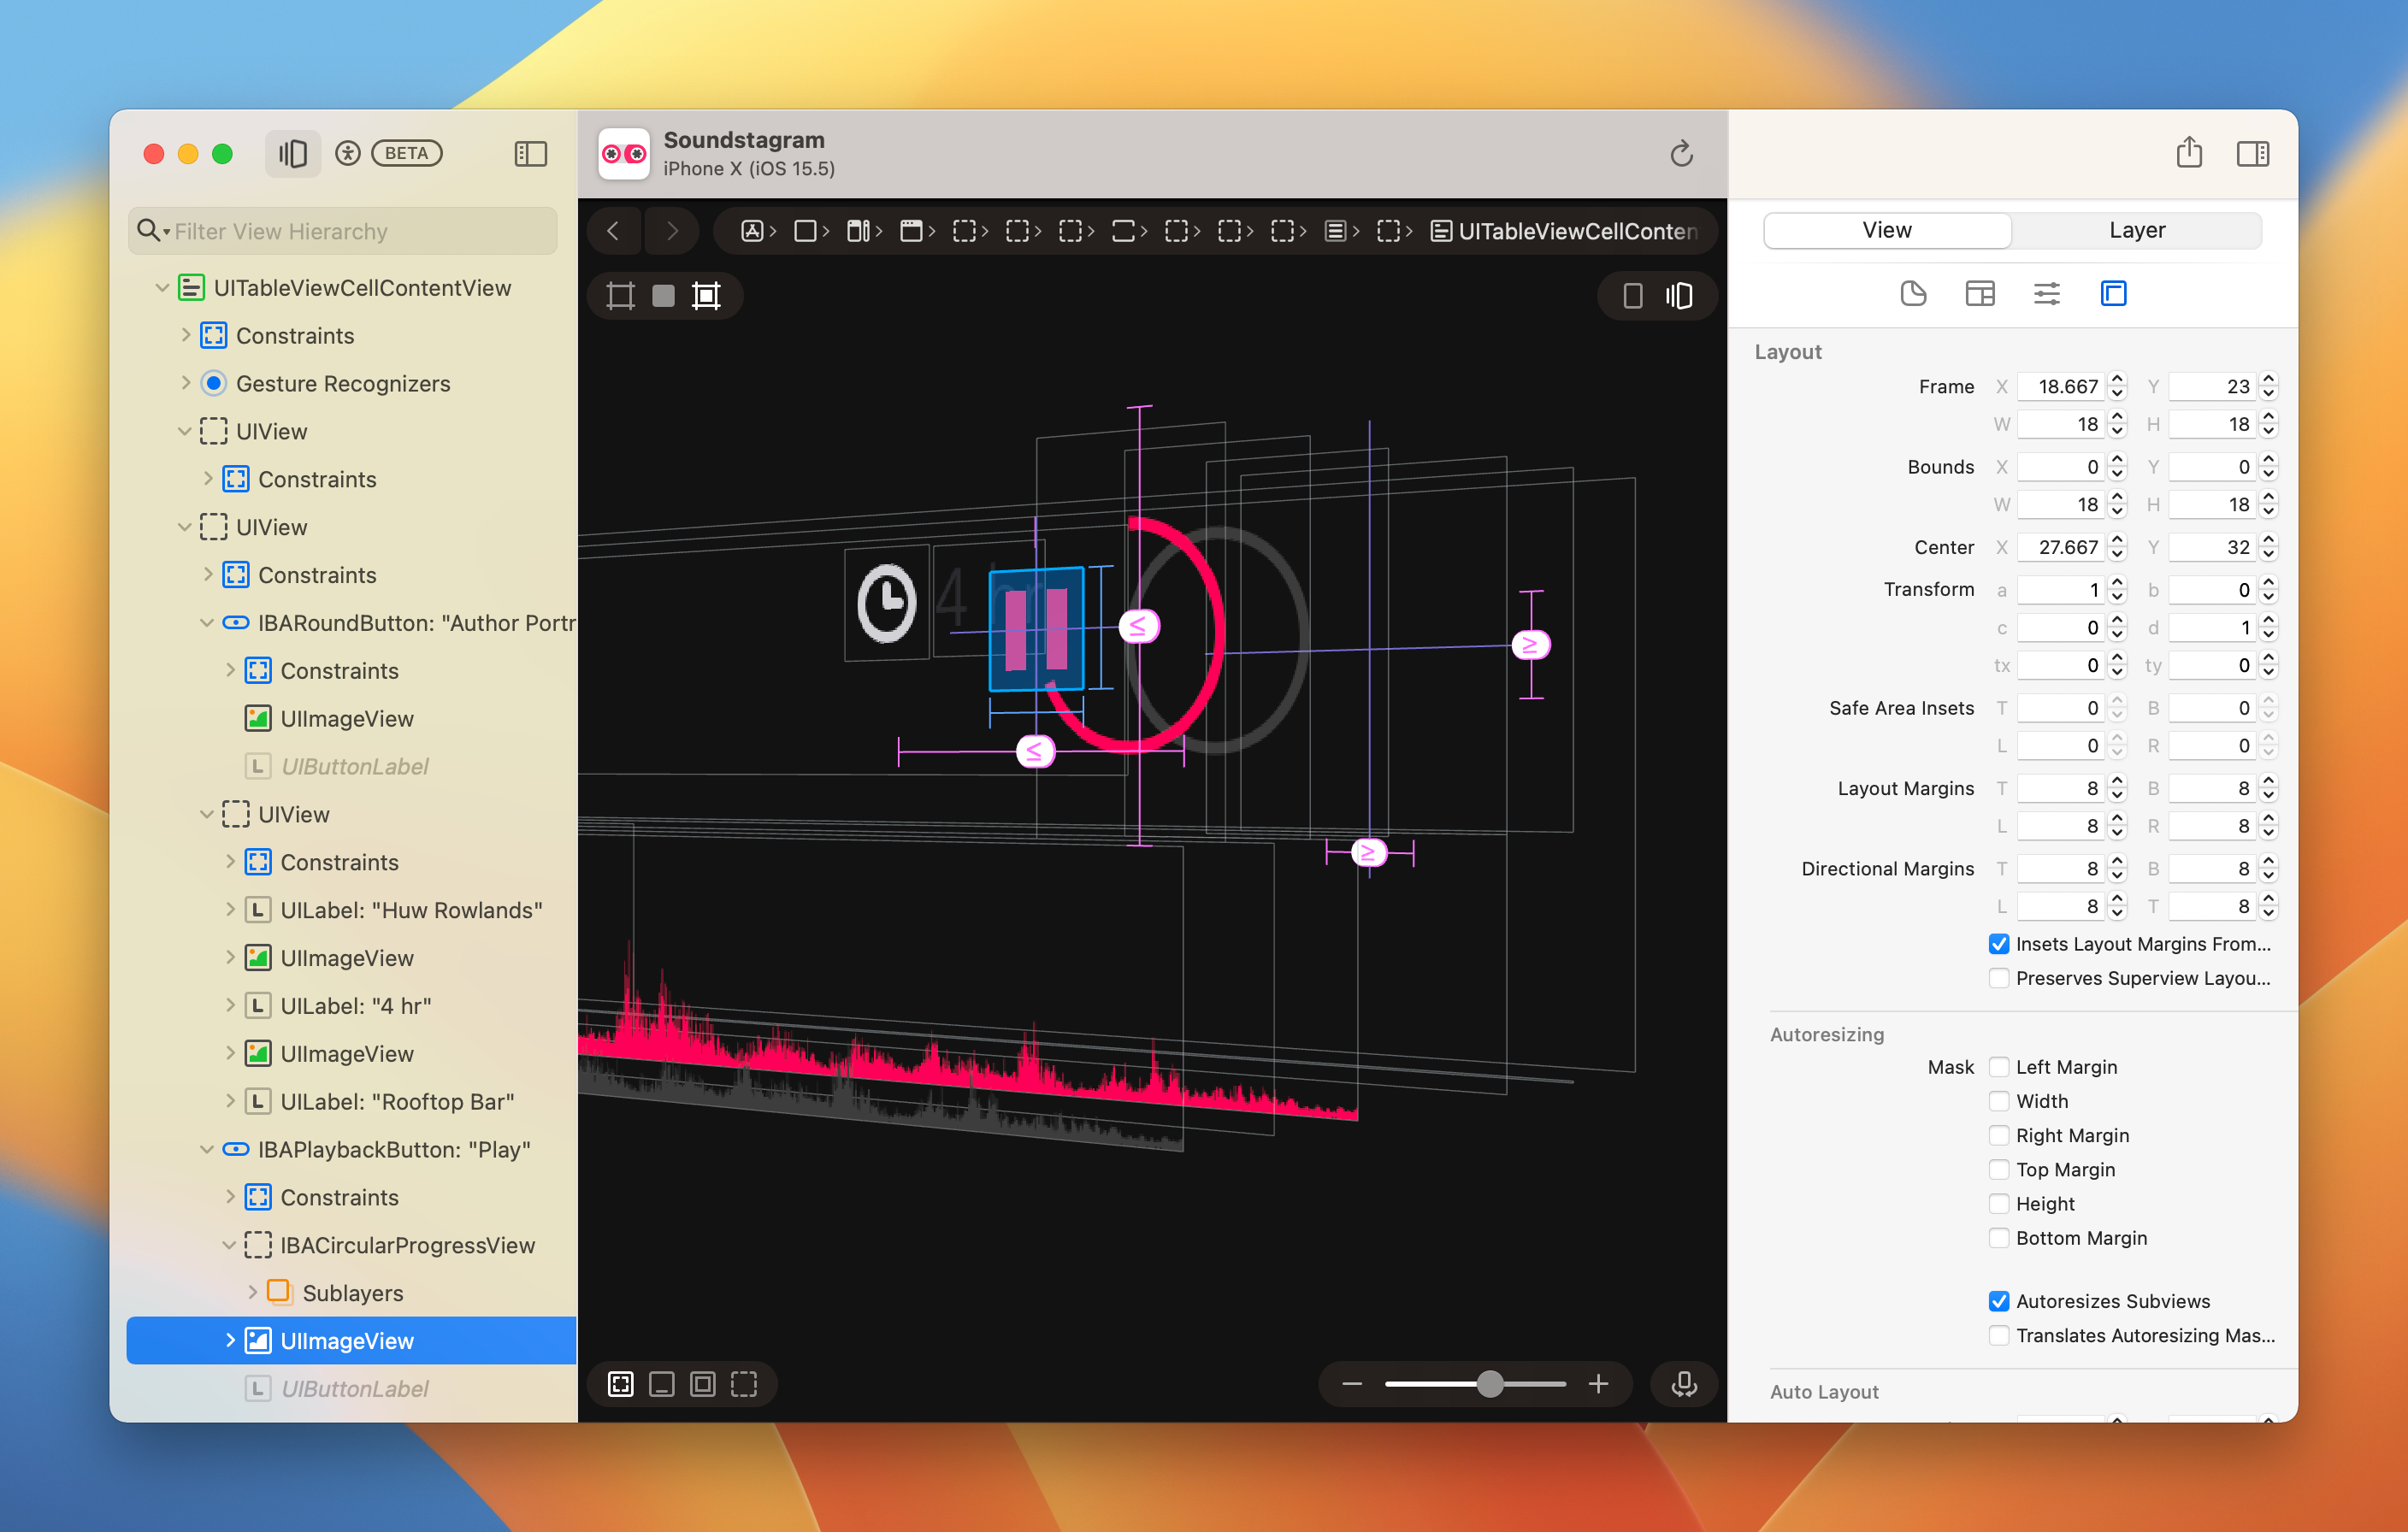 BETA
Soundstagram
iPhone X (iOS 15.5)
Filter View Hierarchy
UITableViewCellContentView
Constraints
Gesture Recognizers
UIView
Constraints
UIView
Constraints
IBARoundButton: "Author Portr
Constraints
UIImageView
UIButtonLabel
UIView
Constraints
UILabel: "Huw Rowlands"
UIImageView
UILabel: "4 hr"
UIImageView
UILabel: "Rooftop Bar"
IBAPlaybackButton: "Play"
Constraints
IBACircularProgressView
Sublayers
UIImageView
UIButtonLabel
UITableViewCellConten
4 hr
≤
≤
≥
≥
View Layer
Layout
Frame X 18.667 Y 23
W 18 H 18
Bounds X 0 Y 0
W 18 H 18
Center X 27.667 Y 32
Transform a 1 b 0
c 0 d 1
tx 0 ty 0
Safe Area Insets T 0 B 0
L 0 R 0
Layout Margins T 8 B 8
L 8 R 8
Directional Margins T 8 B 8
L 8 T 8
Insets Layout Margins From...
Preserves Superview Layou...
Autoresizing
Mask Left Margin
Width
Right Margin
Top Margin
Height
Bottom Margin
Autoresizes Subviews
Translates Autoresizing Mas...
Auto Layout